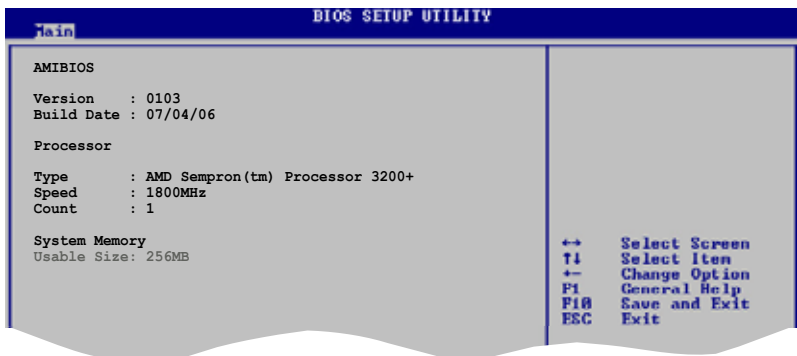 BIOS SETUP UTILITY
Main
AMIBIOS
Version : 0103
Build Date : 07/04/06
Processor
Type : AMD Sempron(tm) Processor 3200+
Speed : 1800MHz
Count : 1
System Memory
Usable Size: 256MB
↔ Select Screen
↑↓ Select Item
+- Change Option
F1 General Help
F10 Save and Exit
ESC Exit